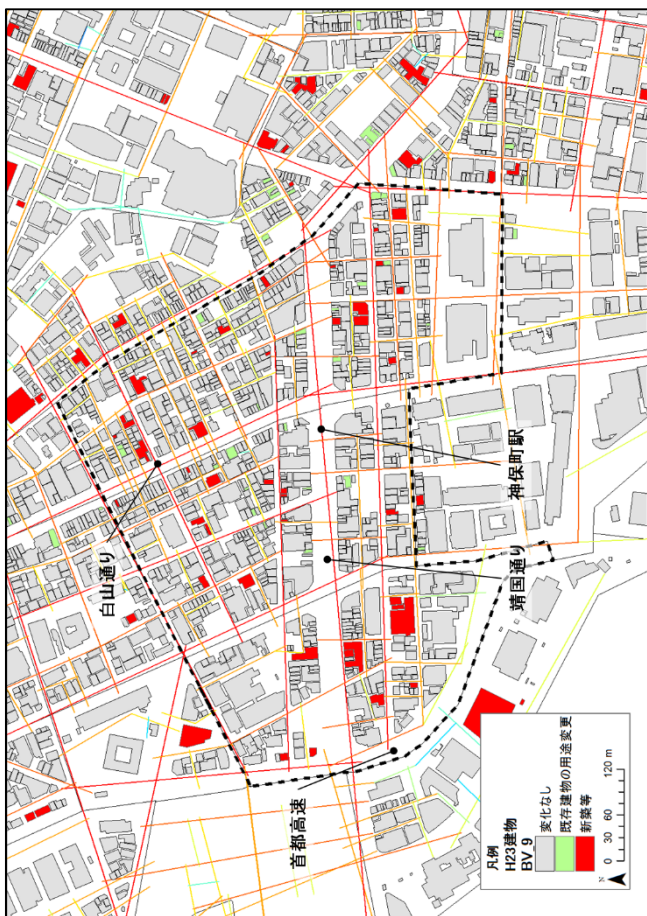 白山通り
神保町駅
靖国通り
首都高速
凡例
H23建物
BV_9
変化なし
既存建物の用途変更
新築等
N
0 30 60 120 m